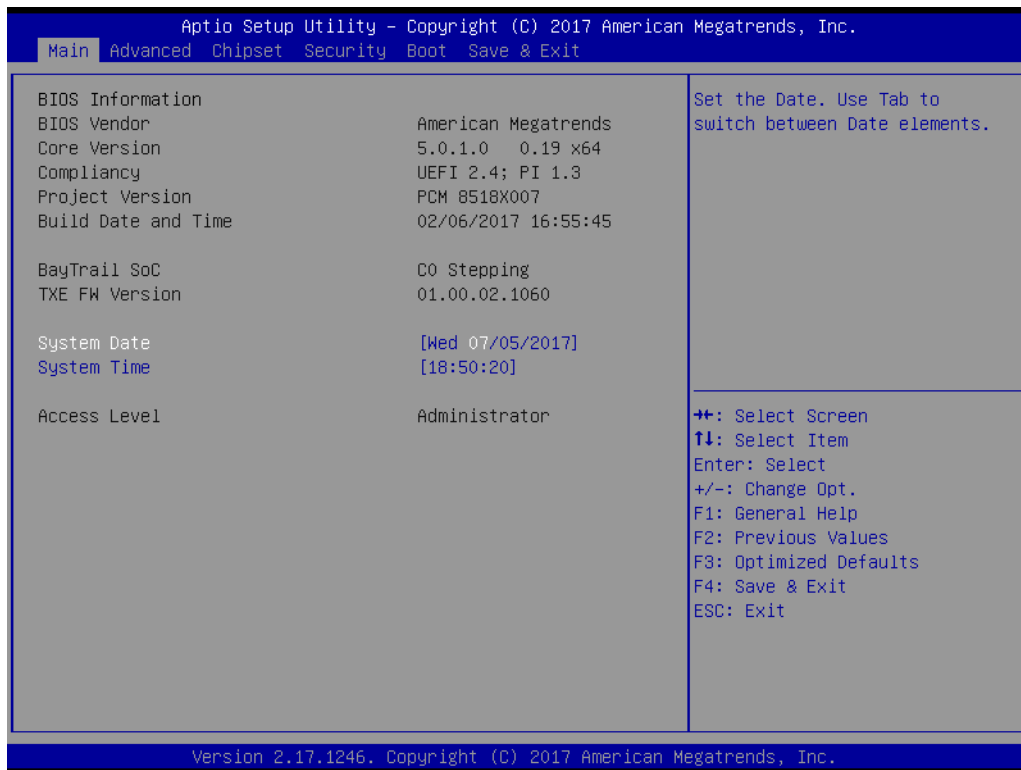 Aptio Setup Utility – Copyright (C) 2017 American Megatrends, Inc.
Main Advanced Chipset Security Boot Save & Exit
BIOS Information
BIOS Vendor American Megatrends
Core Version 5.0.1.0 0.19 x64
Compliancy UEFI 2.4; PI 1.3
Project Version PCM 8518X007
Build Date and Time 02/06/2017 16:55:45
BayTrail SoC C0 Stepping
TXE FW Version 01.00.02.1060
System Date [Wed 07/05/2017]
System Time [18:50:20]
Access Level Administrator
Set the Date. Use Tab to
switch between Date elements.
→←: Select Screen
↑↓: Select Item
Enter: Select
+/-: Change Opt.
F1: General Help
F2: Previous Values
F3: Optimized Defaults
F4: Save & Exit
ESC: Exit
Version 2.17.1246. Copyright (C) 2017 American Megatrends, Inc.